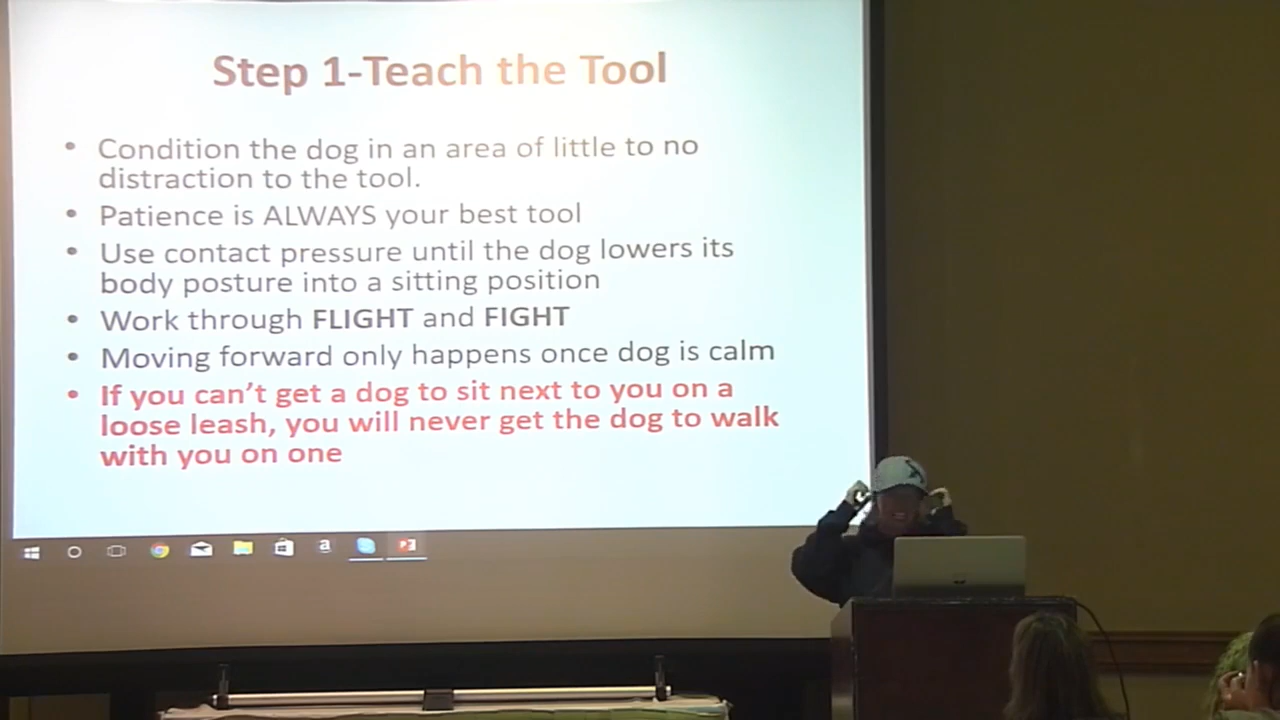 Step 1-Teach the Tool
• Condition the dog in an area of little to no
distraction to the tool.
• Patience is ALWAYS your best tool
• Use contact pressure until the dog lowers its
body posture into a sitting position
• Work through FLIGHT and FIGHT
• Moving forward only happens once dog is calm
• If you can't get a dog to sit next to you on a
loose leash, you will never get the dog to walk
with you on one